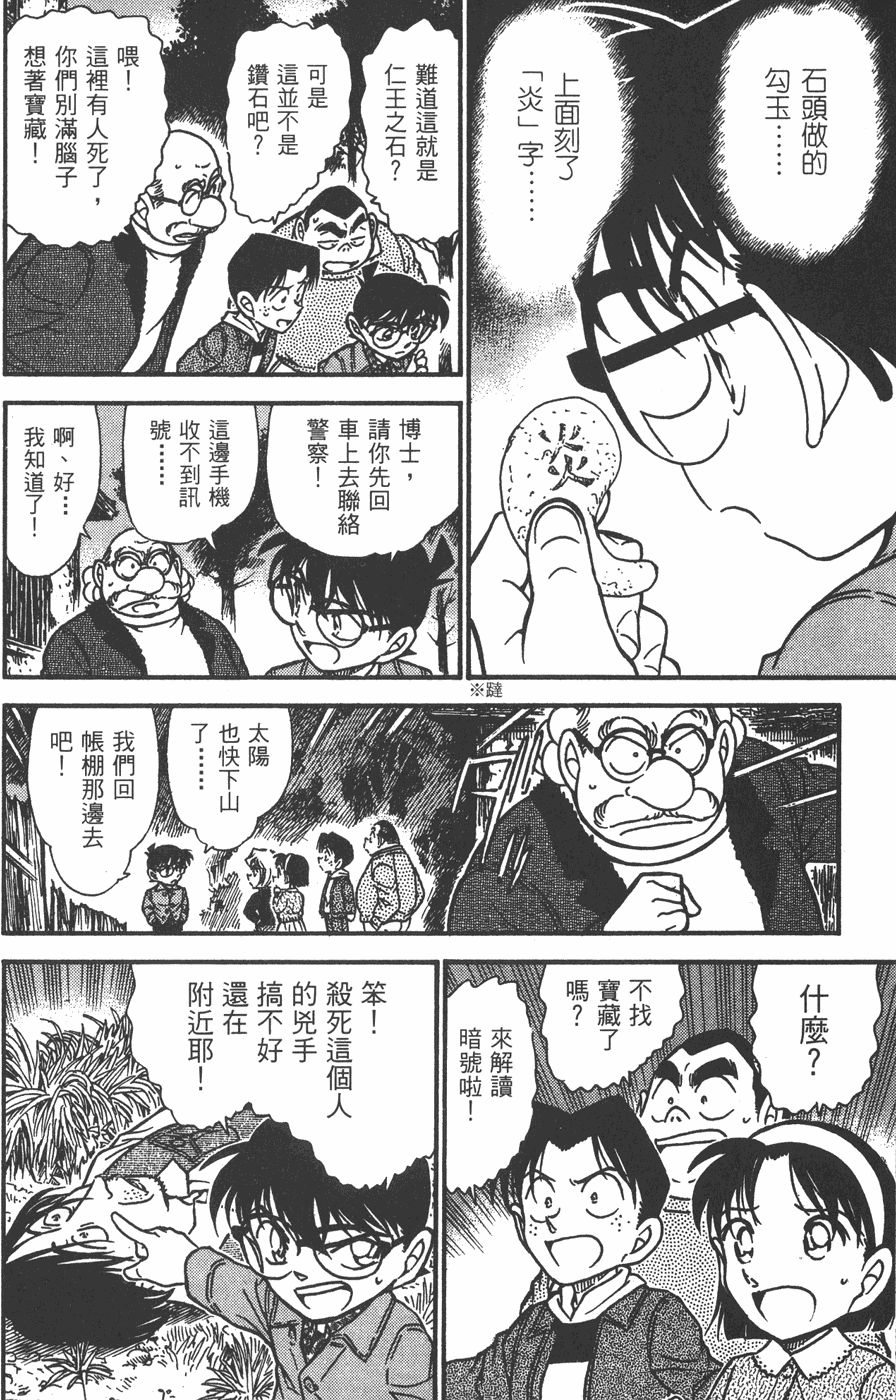 石頭做的
勾玉……
上面刻了
「炎」字……
炎
難道這就是
仁王之石？
可是
這並不是
鑽石吧？
喂！
這裡有人死了，
你們別滿腦子
想著寶藏！
博士，
請你先回
車上去聯絡
警察！
這邊手機
收不到訊
號……
啊、好…
我知道了！
※躂
太陽
也快下山
了……
我們回
帳棚那邊去
吧！
什麼？
不找
寶藏了
嗎？
來解讀
暗號啦！
笨！
殺死這個人
的兇手
搞不好
還在
附近耶！